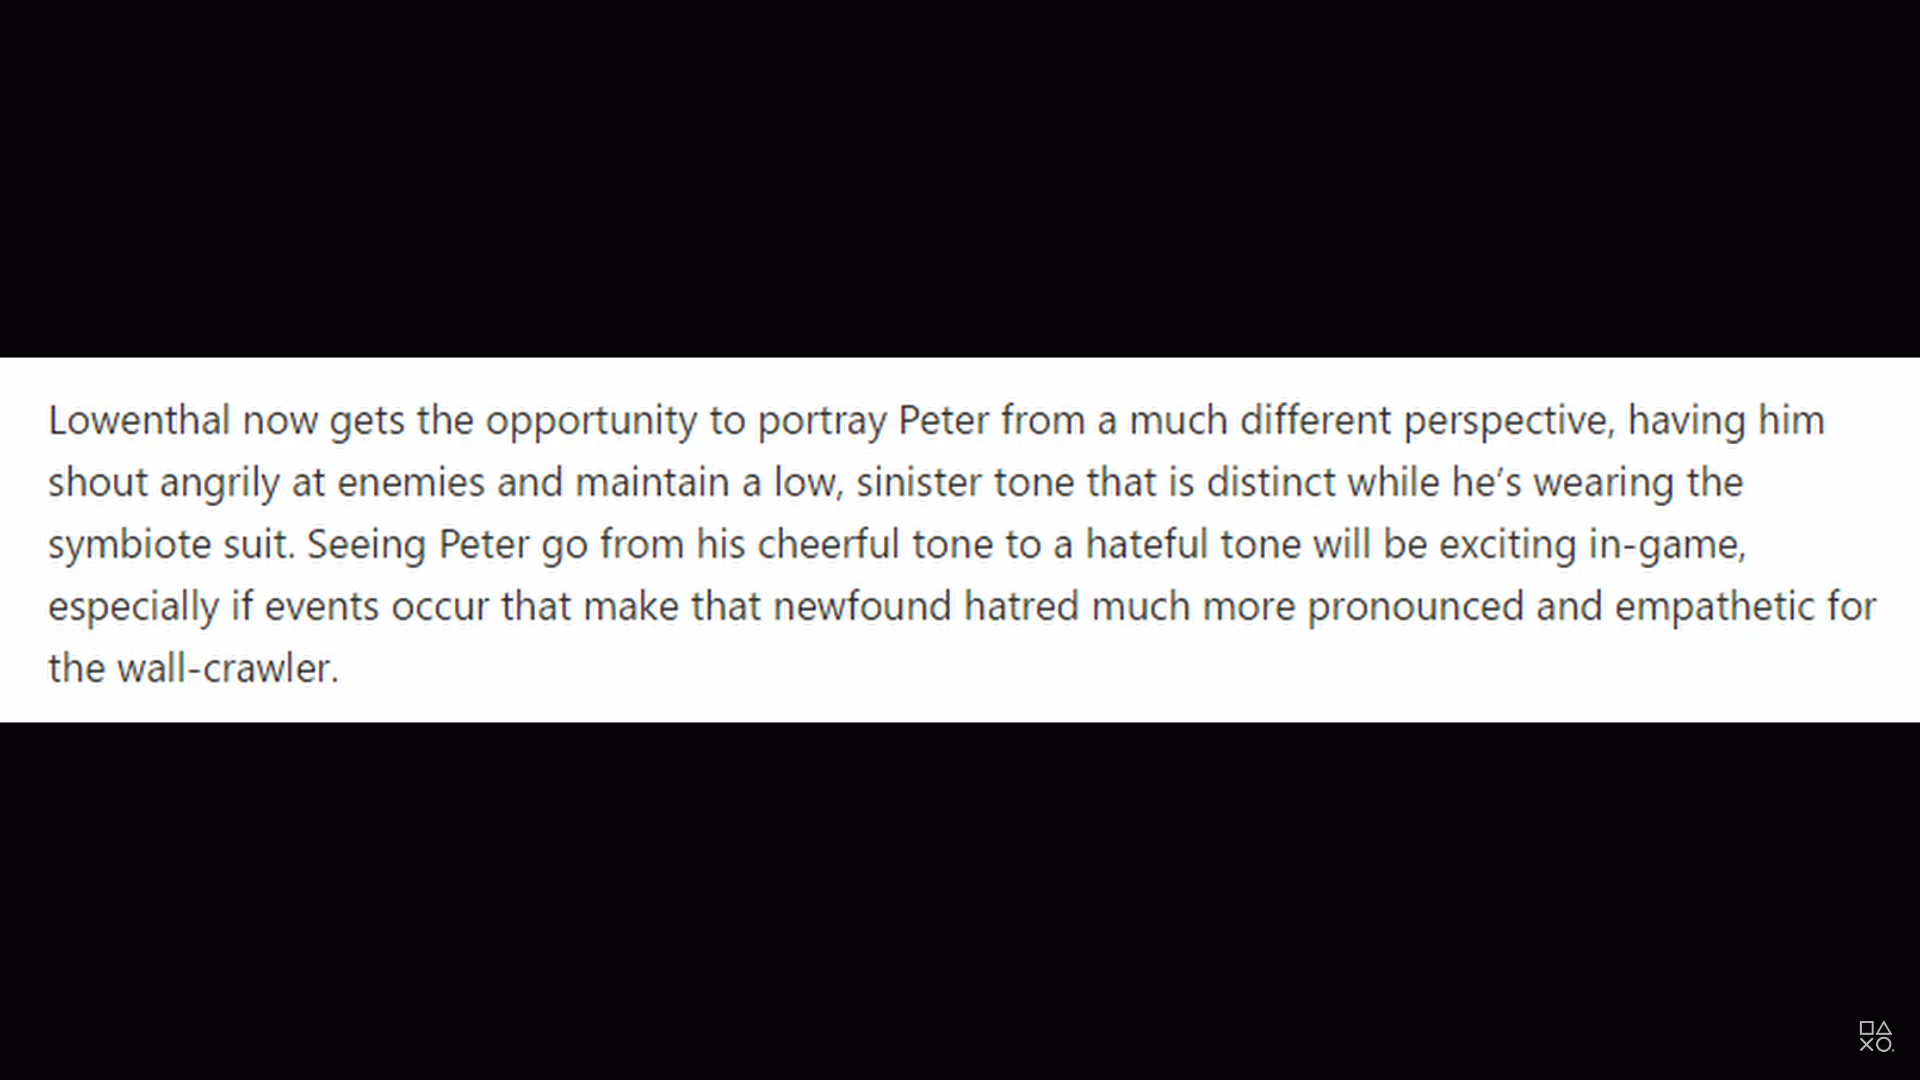 Lowenthal now gets the opportunity to portray Peter from a much different perspective, having him
shout angrily at enemies and maintain a low, sinister tone that is distinct while he’s wearing the
symbiote suit. Seeing Peter go from his cheerful tone to a hateful tone will be exciting in-game,
especially if events occur that make that newfound hatred much more pronounced and empathetic for
the wall-crawler.